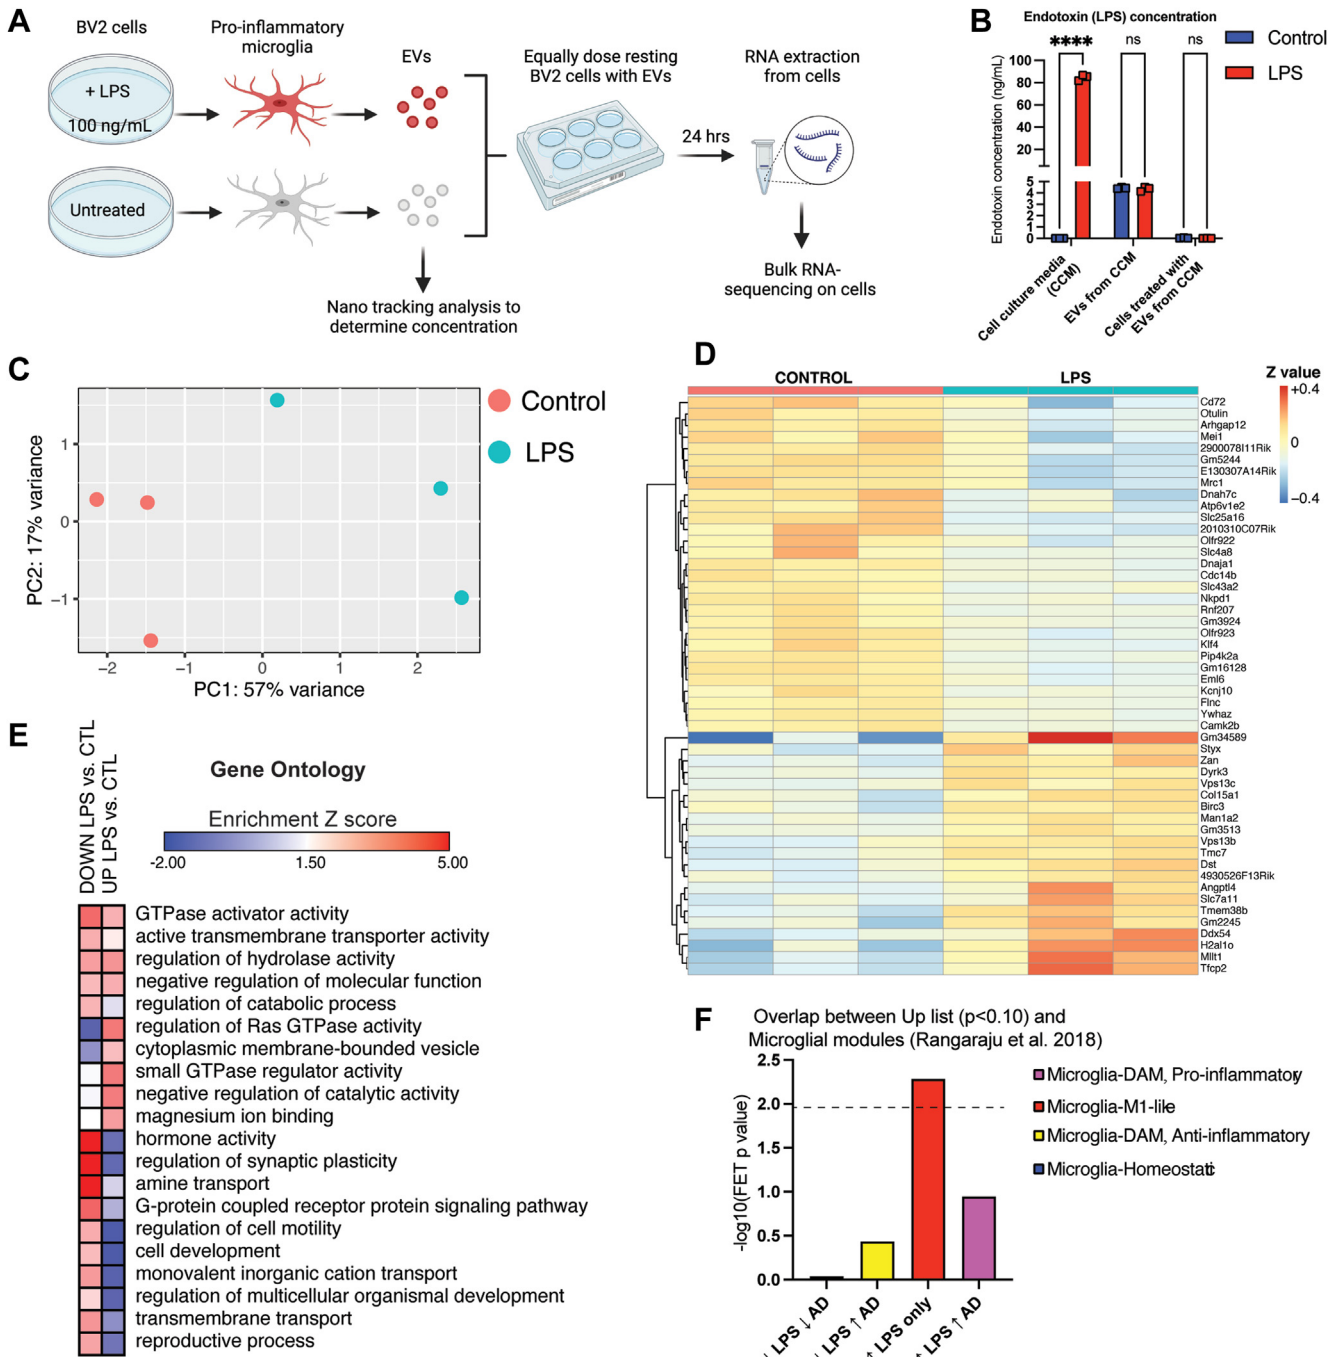 A
BV2 cells
+ LPS
100 ng/mL
Untreated
Pro-inflammatory
microglia
EVs
Equally dose resting
BV2 cells with EVs
24 hrs
RNA extraction
from cells
Bulk RNA-
sequencing on cells
Nano tracking analysis to
determine concentration
B
Endotoxin (LPS) concentration
**** ns ns
Control
LPS
Endotoxin concentration (ng/mL)
100
80
60
40
20
5
4
3
2
1
0
Cell culture media
(CCM)
EVs from CCM
Cells treated with
EVs from CCM
C
PC2: 17% variance
1
0
−1
−2 −1 0 1 2
PC1: 57% variance
Control
LPS
D
CONTROL LPS
Z value
+0.4
0
−0.4
Cd72
Otulin
Arhgap12
Mei1
2900078I11Rik
Gm5244
E130307A14Rik
Mrc1
Dnah7c
Atp6v1e2
Slc25a16
2010310C07Rik
Olfr922
Slc4a8
Dnaja1
Cdc14b
Slc43a2
Nkpd1
Rnf207
Gm3924
Olfr923
Klf4
Pip4k2a
Gm16128
Eml6
Kcnj10
Flnc
Ywhaz
Camk2b
Gm34589
Styx
Zan
Dyrk3
Vps13c
Col15a1
Birc3
Man1a2
Gm3513
Vps13b
Tmc7
Dst
4930526F13Rik
Angptl4
Slc7a11
Tmem38b
Gm2245
Ddx54
H2al1o
Mllt1
Tfcp2
E
DOWN LPS vs. CTL
UP LPS vs. CTL
Gene Ontology
Enrichment Z score
-2.00 1.50 5.00
GTPase activator activity
active transmembrane transporter activity
regulation of hydrolase activity
negative regulation of molecular function
regulation of catabolic process
regulation of Ras GTPase activity
cytoplasmic membrane-bounded vesicle
small GTPase regulator activity
negative regulation of catalytic activity
magnesium ion binding
hormone activity
regulation of synaptic plasticity
amine transport
G-protein coupled receptor protein signaling pathway
regulation of cell motility
cell development
monovalent inorganic cation transport
regulation of multicellular organismal development
transmembrane transport
reproductive process
F
Overlap between Up list (p<0.10) and
Microglial modules (Rangaraju et al. 2018)
-log10(FET p value)
2.5
2.0
1.5
1.0
0.5
0.0
↓ LPS ↓ AD
↓ LPS ↑ AD
↑ LPS only
↑ LPS ↑ AD
Microglia-DAM, Pro-inflammatory
Microglia-M1-like
Microglia-DAM, Anti-inflammatory
Microglia-Homeostatic